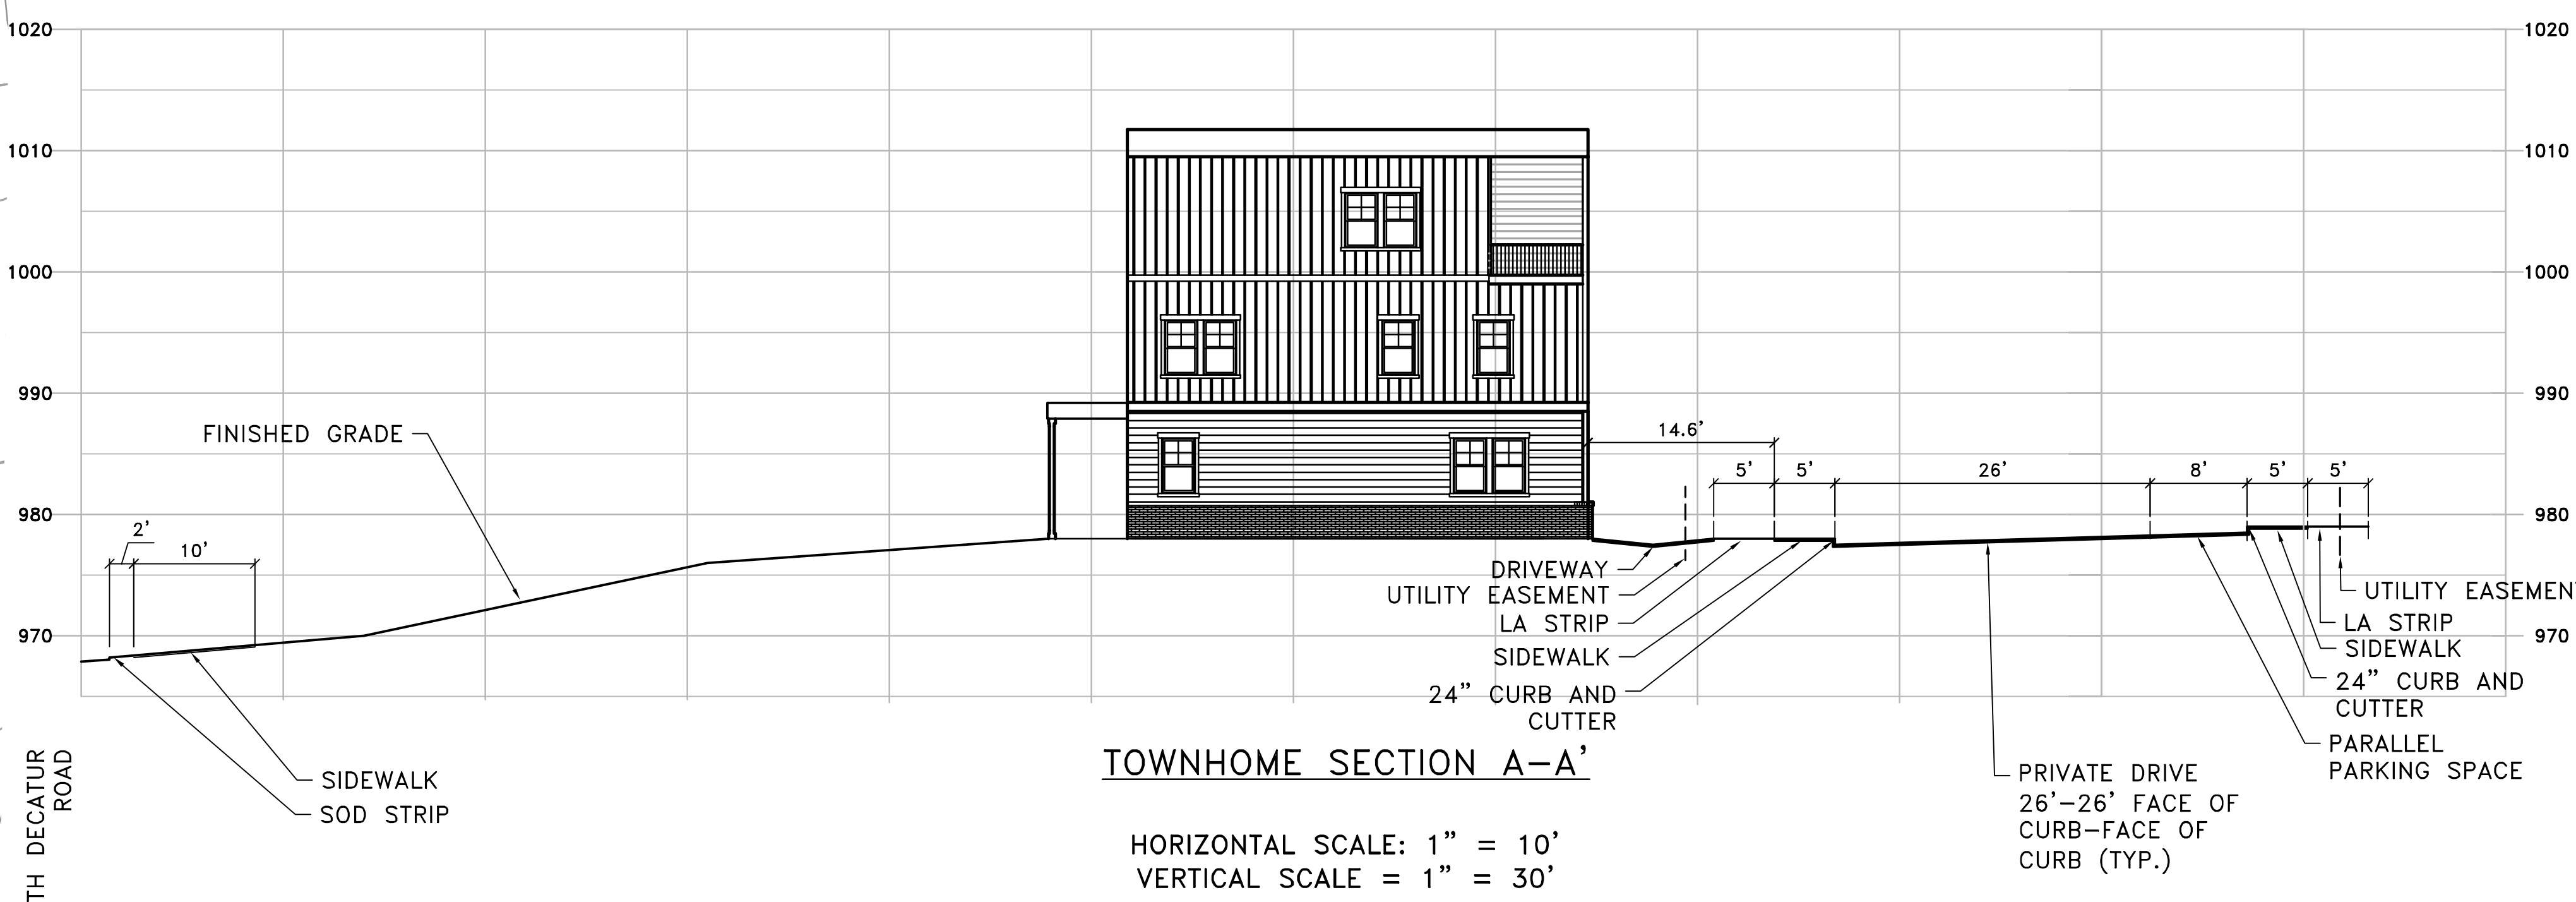 1020
1020
1010
1010
1000
1000
990
990
FINISHED GRADE
14.6'
5'
5'
26'
8'
5'
5'
980
980
2'
10'
DRIVEWAY
UTILITY EASEMENT
LA STRIP
SIDEWALK
24" CURB AND
CUTTER
UTILITY EASEMENT
LA STRIP
SIDEWALK
24" CURB AND
CUTTER
PARALLEL
PARKING SPACE
970
970
TH DECATUR
ROAD
SIDEWALK
SOD STRIP
PRIVATE DRIVE
26'-26' FACE OF
CURB-FACE OF
CURB (TYP.)
TOWNHOME SECTION A-A'
HORIZONTAL SCALE: 1" = 10'
VERTICAL SCALE = 1" = 30'